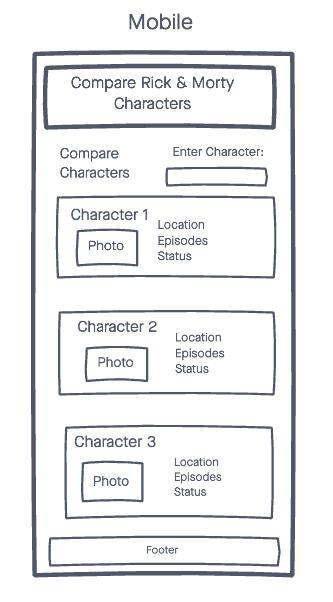 Mobile
Compare Rick & Morty
Characters
Compare
Characters
Enter Character:
Character 1
Photo
Location
Episodes
Status
Character 2
Photo
Location
Episodes
Status
Character 3
Photo
Location
Episodes
Status
Footer